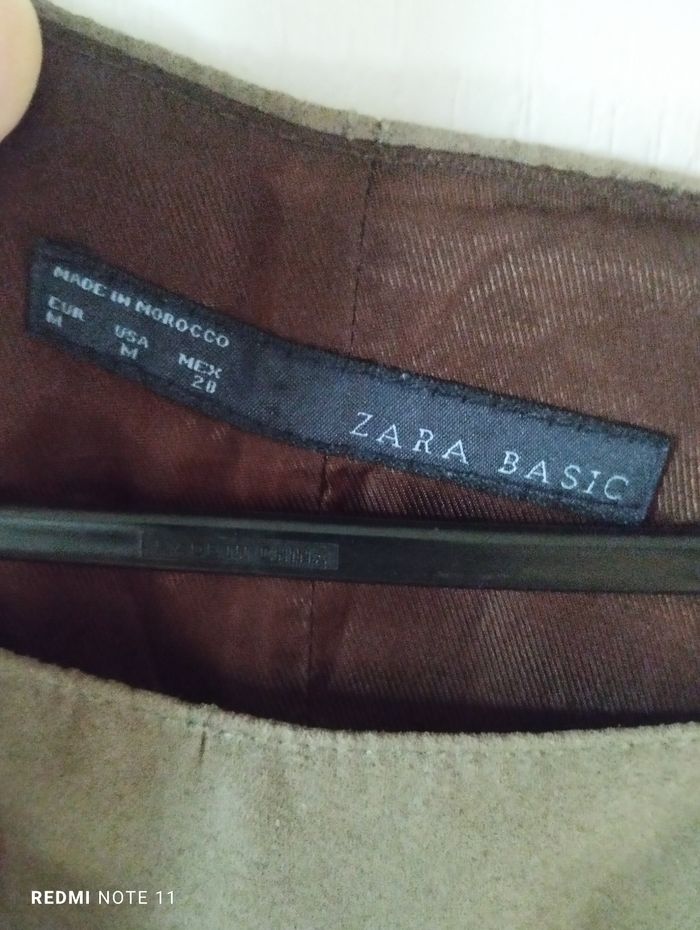 MADE IN MOROCCO
EUR USA MEX
M M 28
ZARA BASIC
REDMI NOTE 11